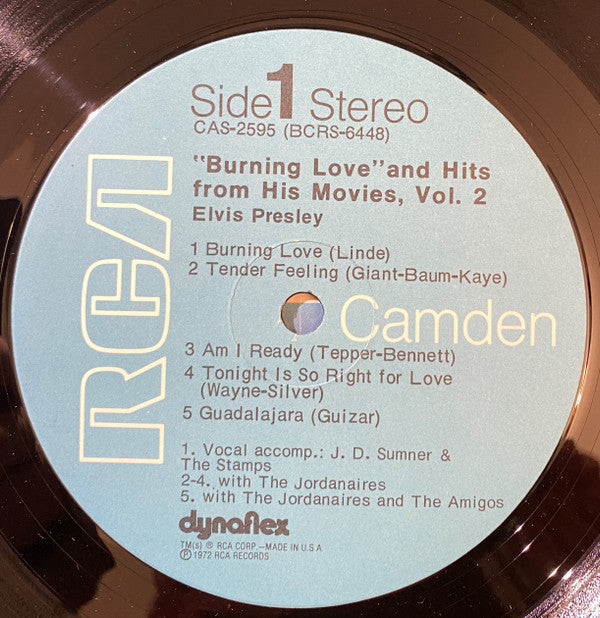 Side 1 Stereo
CAS-2595 (BCRS-6448)
"Burning Love" and Hits
from His Movies, Vol. 2
Elvis Presley
1 Burning Love (Linde)
2 Tender Feeling (Giant-Baum-Kaye)
RCA
Camden
3 Am I Ready (Tepper-Bennett)
4 Tonight Is So Right for Love
(Wayne-Silver)
5 Guadalajara (Guizar)
1. Vocal accomp.: J. D. Sumner &
The Stamps
2-4. with The Jordanaires
5. with The Jordanaires and The Amigos
dynaflex
TM(s) ® RCA CORP.—MADE IN U.S.A
℗ 1972 RCA RECORDS